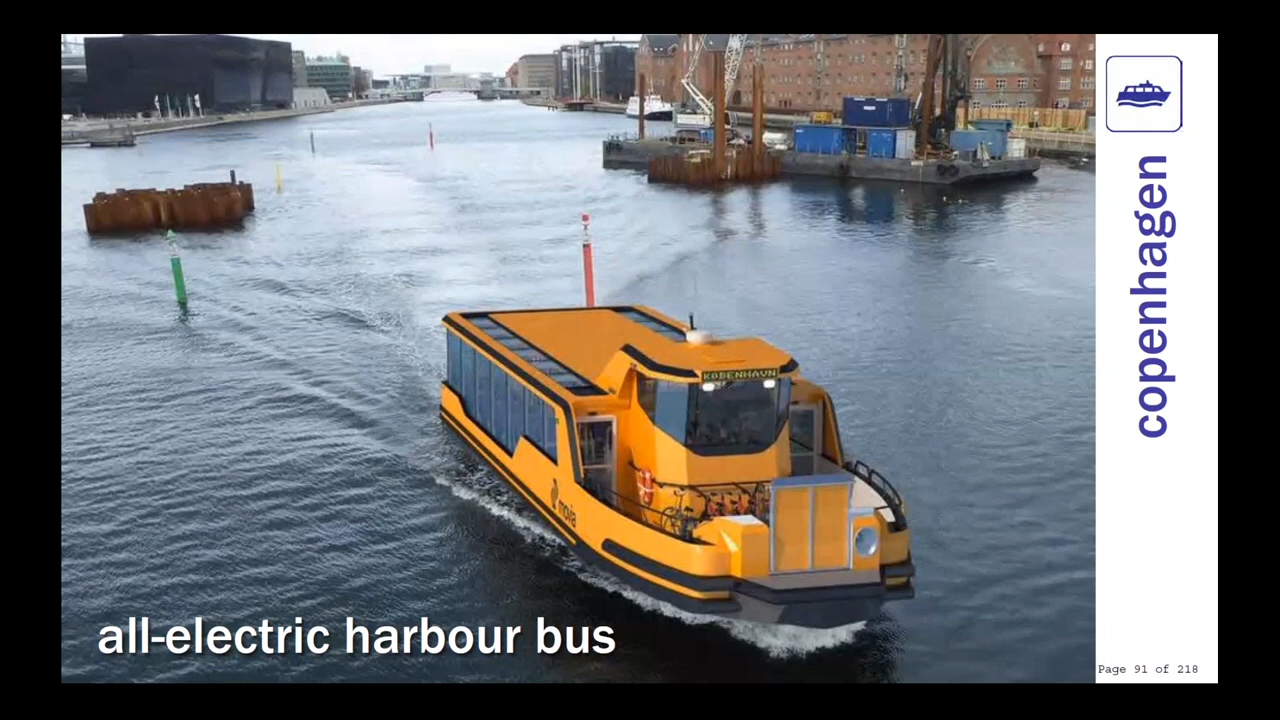 KØBENHAVN
movia
all-electric harbour bus
copenhagen
Page 91 of 218